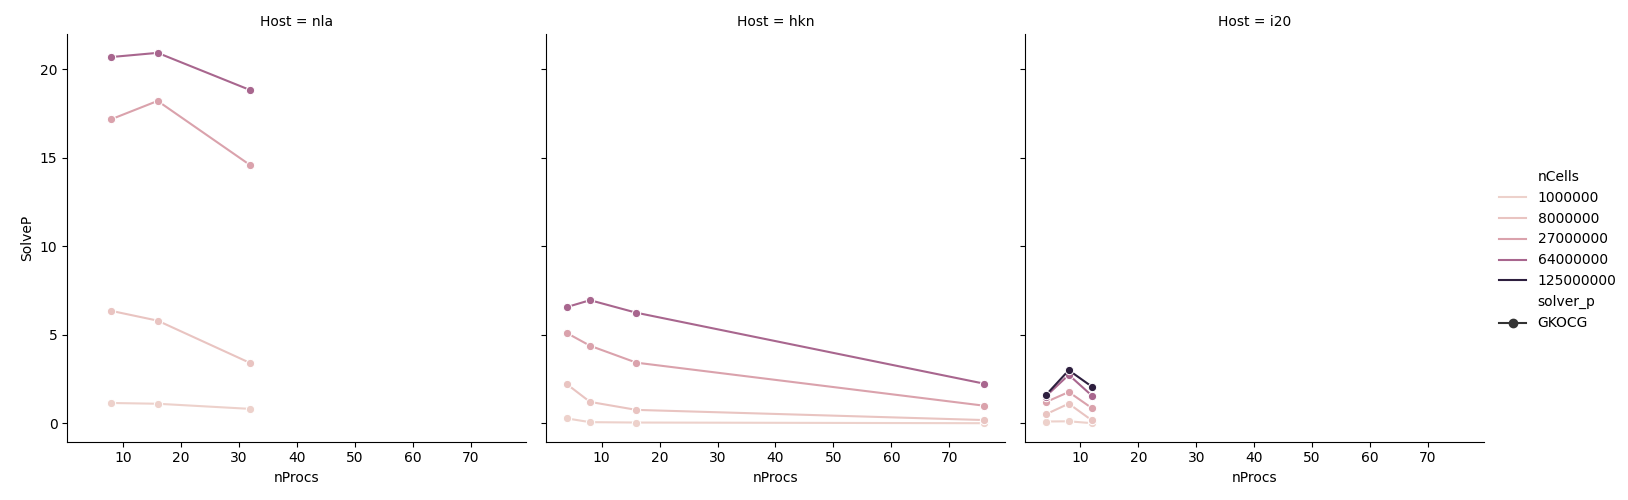 Host = nla
Host = hkn
Host = i20
20
15
10
5
0
SolveP
10 20 30 40 50 60 70
nProcs
10 20 30 40 50 60 70
nProcs
10 20 30 40 50 60 70
nProcs
nCells
1000000
8000000
27000000
64000000
125000000
solver_p
GKOCG